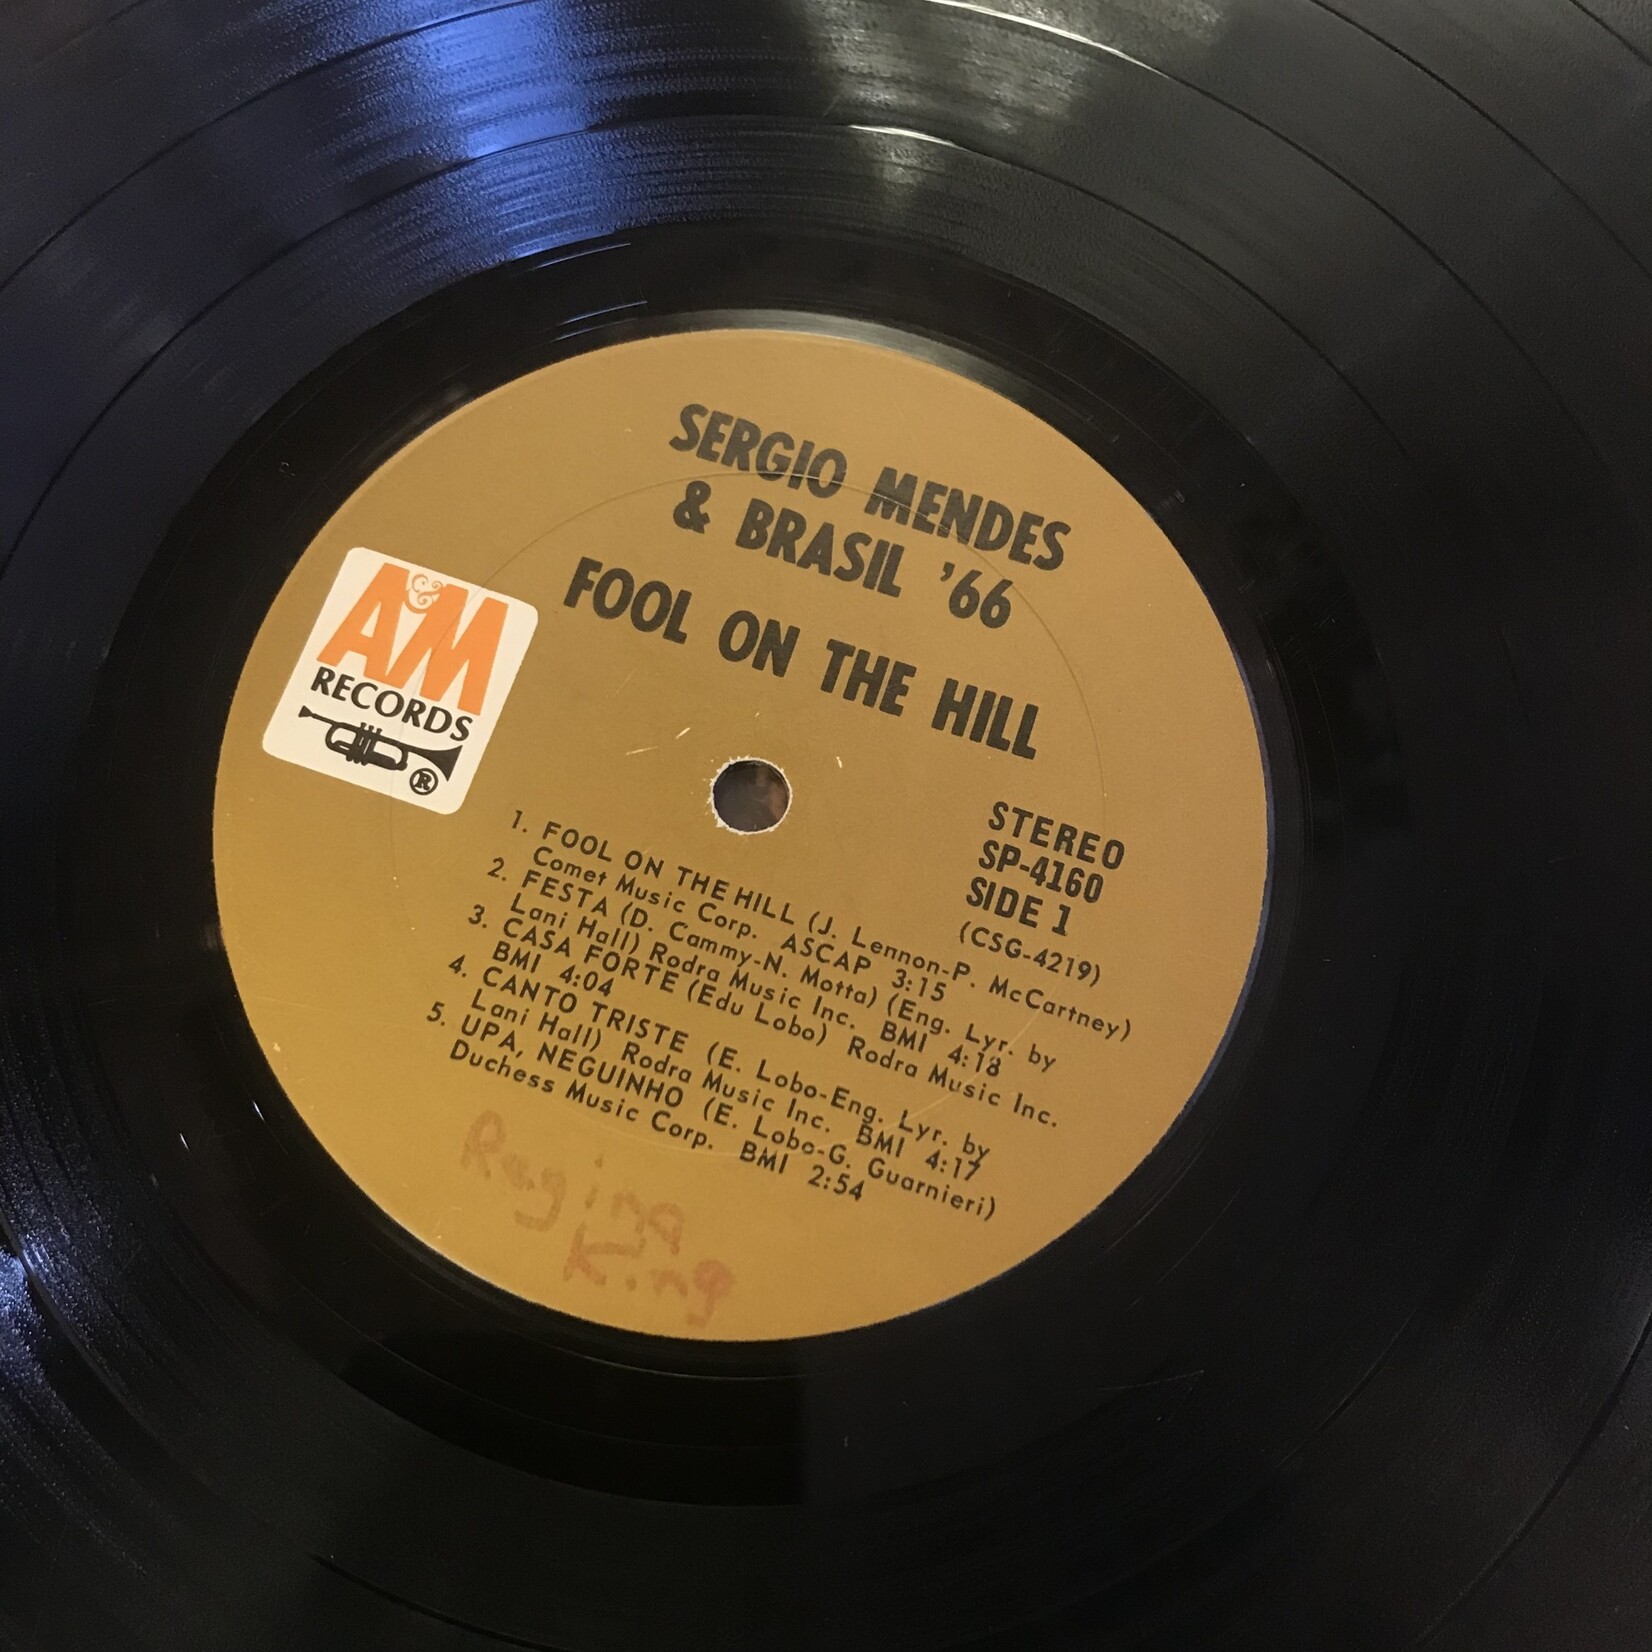 SERGIO MENDES
& BRASIL '66
FOOL ON THE HILL
A&M
RECORDS
®
STEREO
SP-4160
SIDE 1
(CSG-4219)
1. FOOL ON THE HILL (J. Lennon-P. McCartney)
Comet Music Corp. ASCAP 3:15
2. FESTA (D. Cammy-N. Motta) (Eng. Lyr. by
Lani Hall) Rodra Music Inc. BMI 4:18
3. CASA FORTE (Edu Lobo) Rodra Music Inc.
BMI 4:04
4. CANTO TRISTE (E. Lobo-Eng. Lyr. by
Lani Hall) Rodra Music Inc. BMI 4:17
5. UPA, NEGUINHO (E. Lobo-G. Guarnieri)
Duchess Music Corp. BMI 2:54
Regina
King